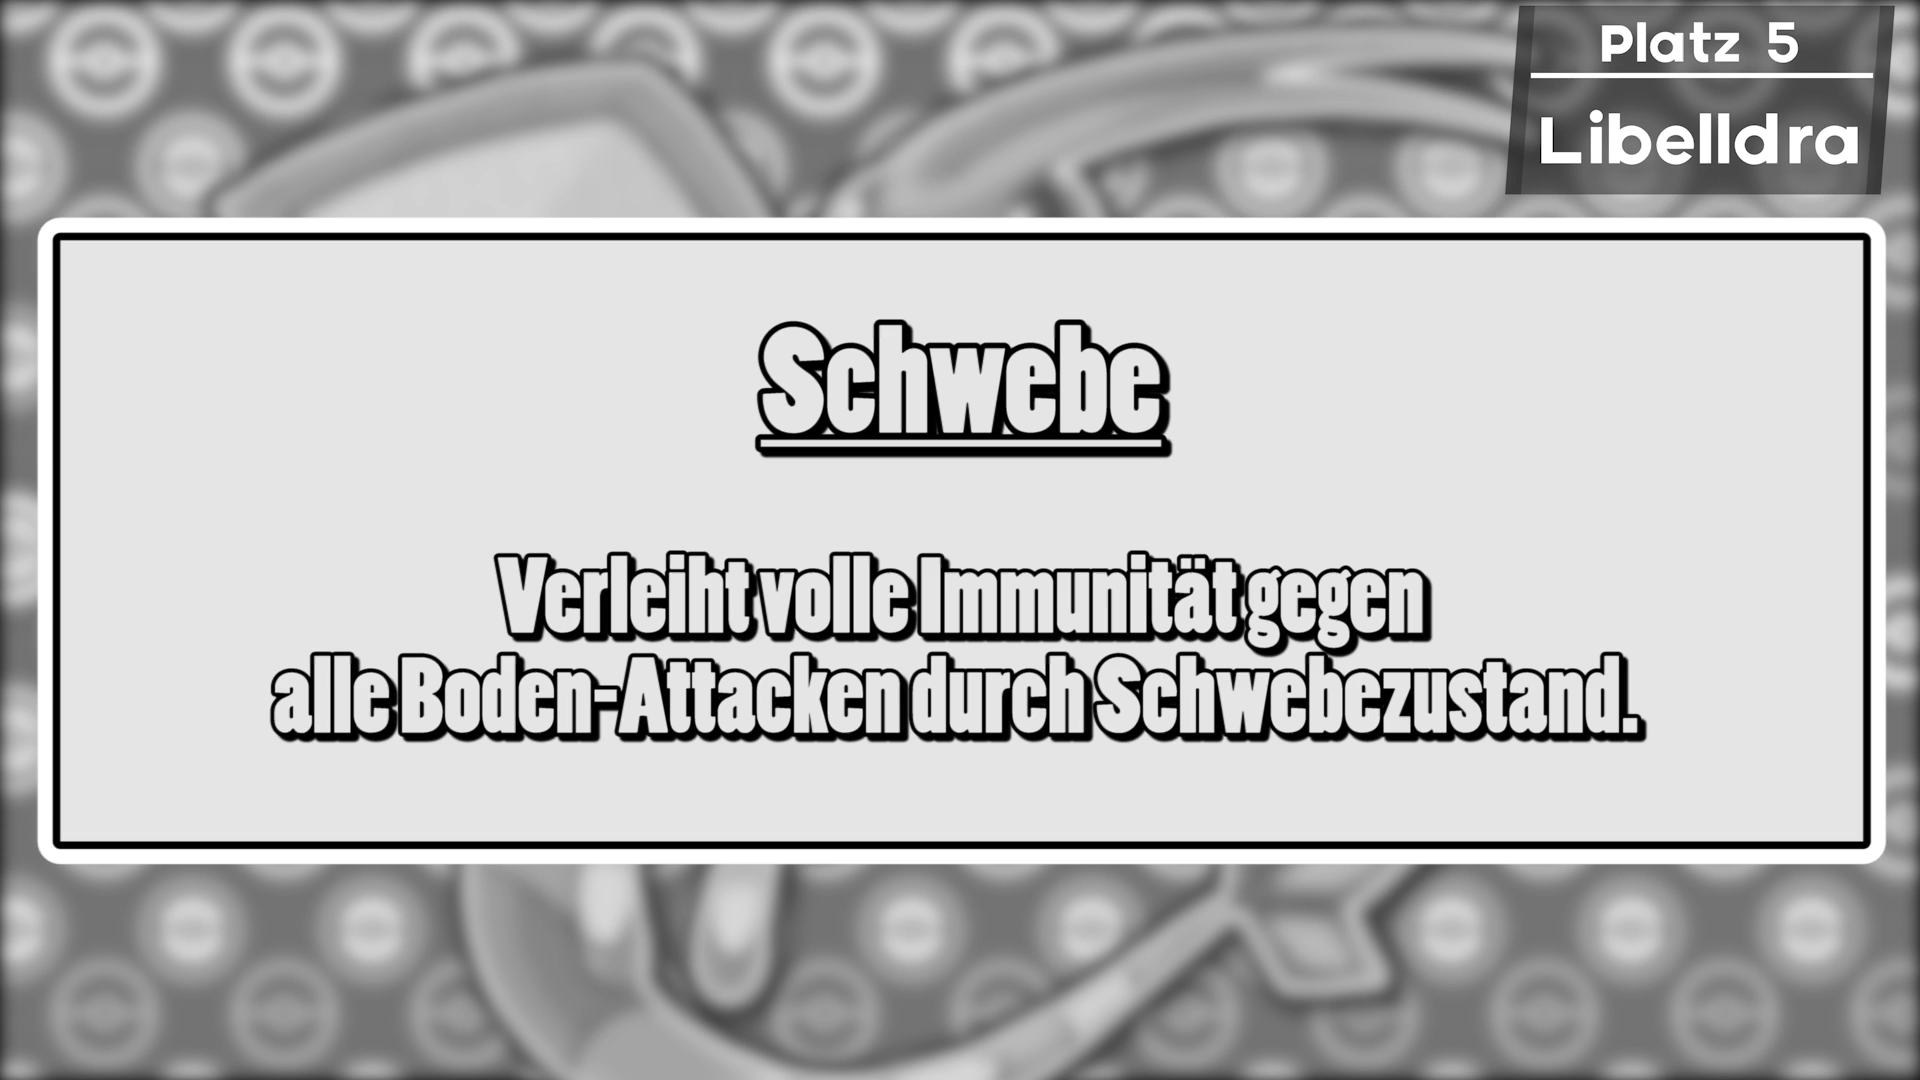 Platz 5
Libelldra
Schwebe
Verleiht volle Immunität gegen
alle Boden-Attacken durch Schwebezustand.